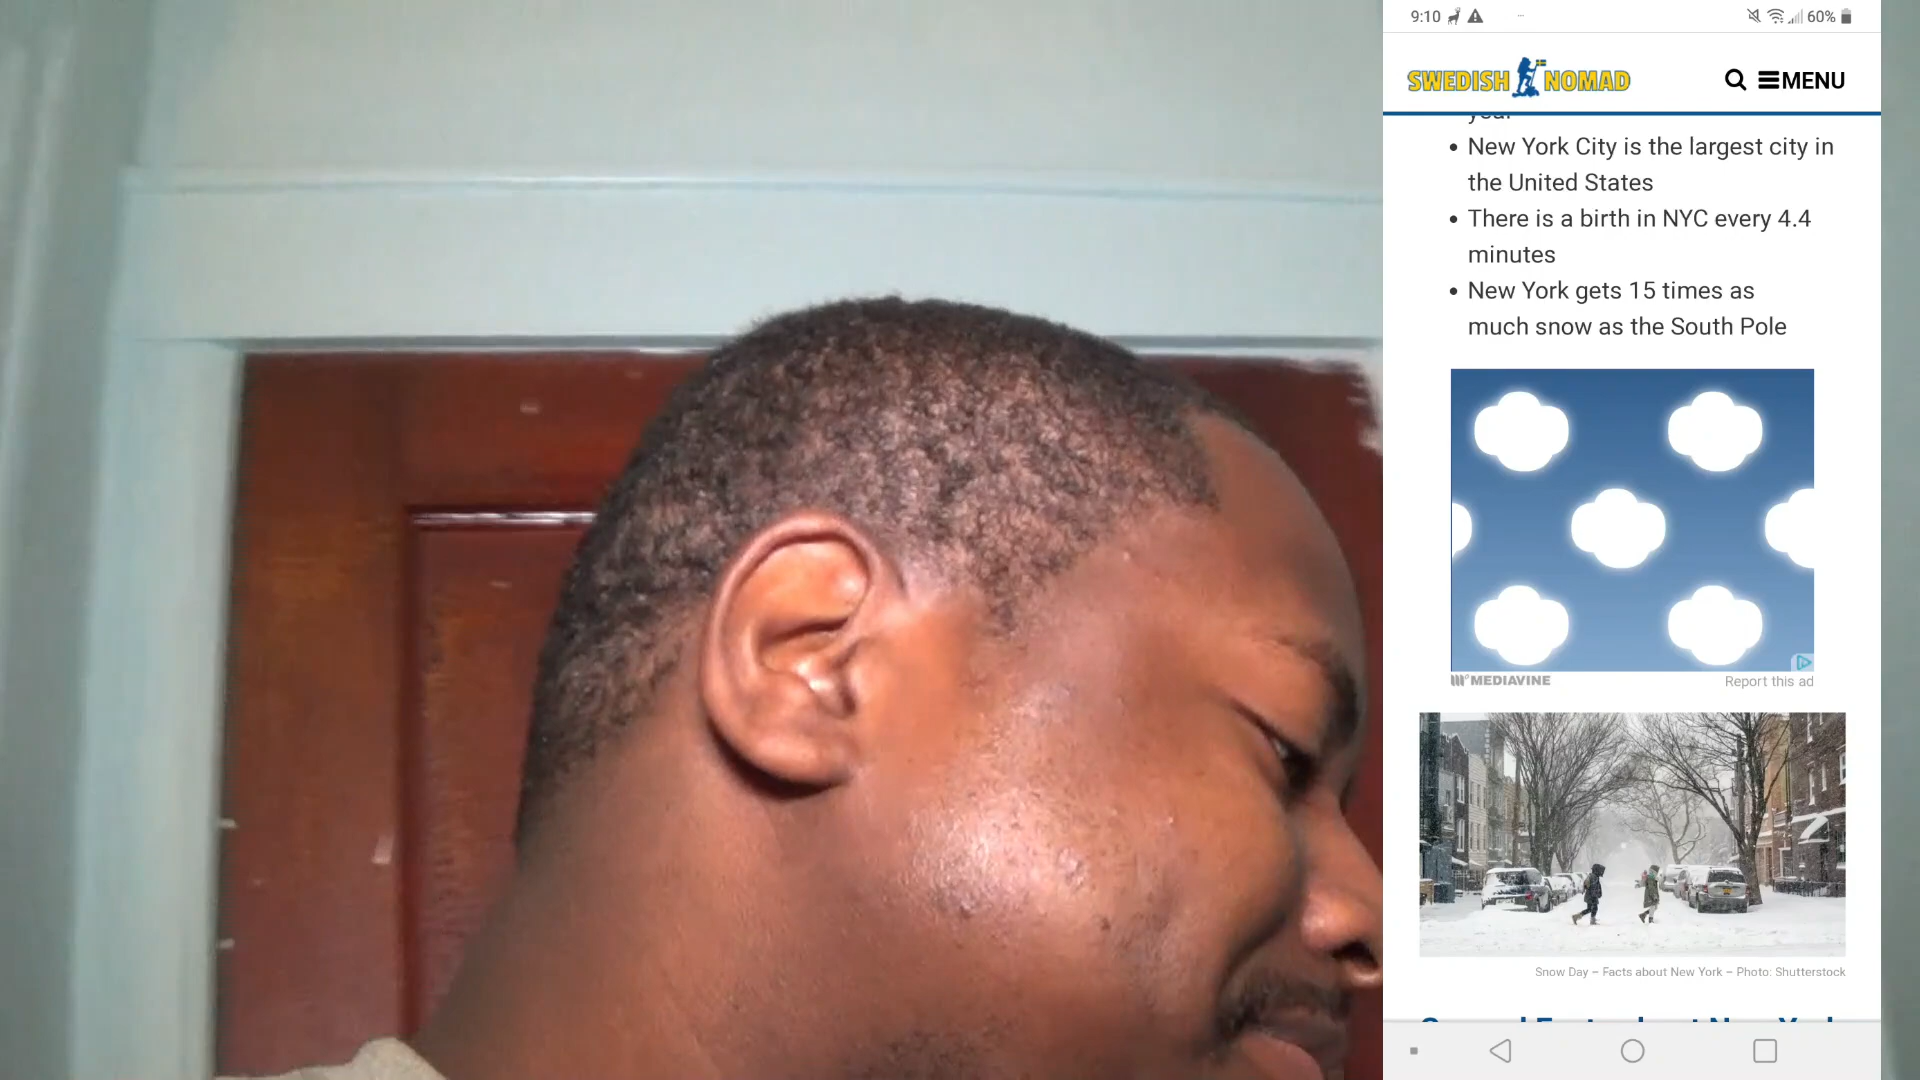 9:10
60%
SWEDISH NOMAD
MENU
year
• New York City is the largest city in
the United States
• There is a birth in NYC every 4.4
minutes
• New York gets 15 times as
much snow as the South Pole
MEDIAVINE
Report this ad
Snow Day – Facts about New York – Photo: Shutterstock